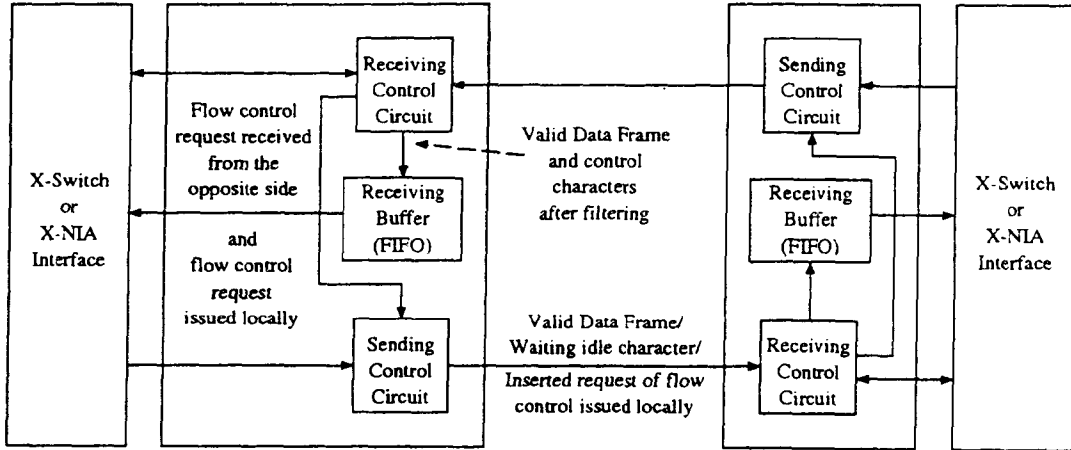 X-Switch
or
X-NIA
Interface
Flow control
request received
from the
opposite side
and
flow control
request
issued locally
Receiving
Control
Circuit
Receiving
Buffer
(FIFO)
Sending
Control
Circuit
Valid Data Frame
and control
characters
after filtering
Valid Data Frame/
Waiting idle character/
Inserted request of flow
control issued locally
Sending
Control
Circuit
Receiving
Buffer
(FIFO)
Receiving
Control
Circuit
X-Switch
or
X-NIA
Interface